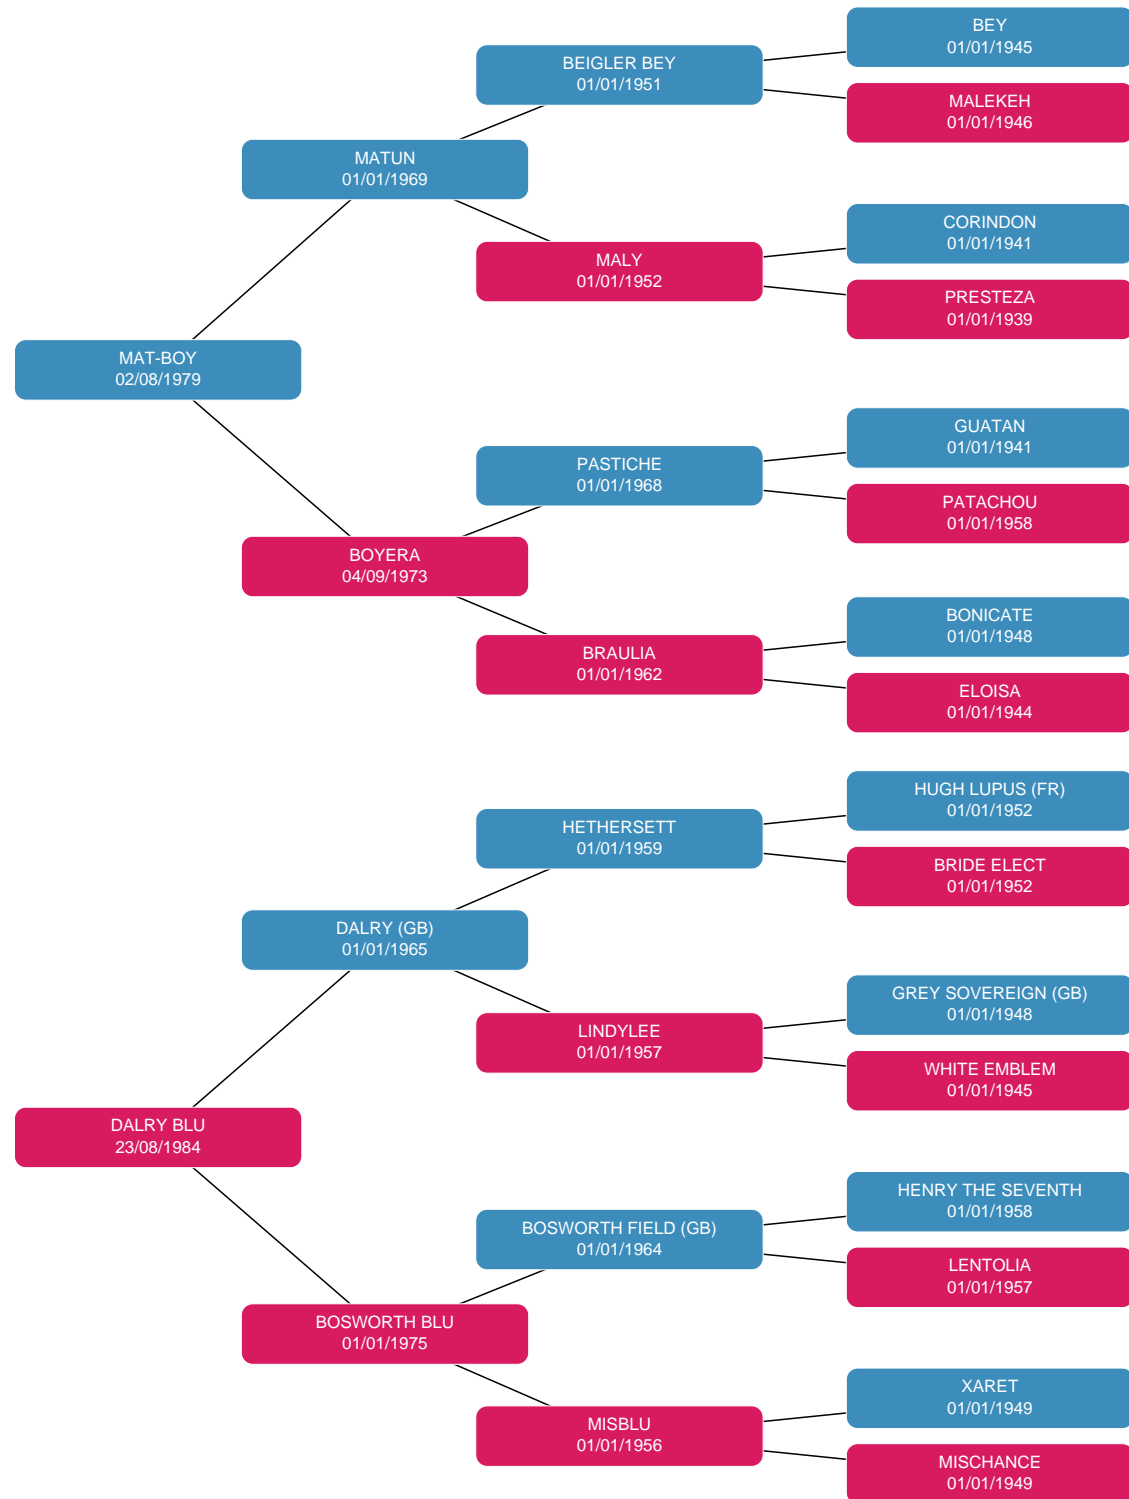 BEY
01/01/1945
BEIGLER BEY
01/01/1951
MALEKEH
01/01/1946
MATUN
01/01/1969
CORINDON
01/01/1941
MALY
01/01/1952
PRESTEZA
01/01/1939
MAT-BOY
02/08/1979
GUATAN
01/01/1941
PASTICHE
01/01/1968
PATACHOU
01/01/1958
BOYERA
04/09/1973
BONICATE
01/01/1948
BRAULIA
01/01/1962
ELOISA
01/01/1944
HUGH LUPUS (FR)
01/01/1952
HETHERSETT
01/01/1959
BRIDE ELECT
01/01/1952
DALRY (GB)
01/01/1965
GREY SOVEREIGN (GB)
01/01/1948
LINDYLEE
01/01/1957
WHITE EMBLEM
01/01/1945
DALRY BLU
23/08/1984
HENRY THE SEVENTH
01/01/1958
BOSWORTH FIELD (GB)
01/01/1964
LENTOLIA
01/01/1957
BOSWORTH BLU
01/01/1975
XARET
01/01/1949
MISBLU
01/01/1956
MISCHANCE
01/01/1949